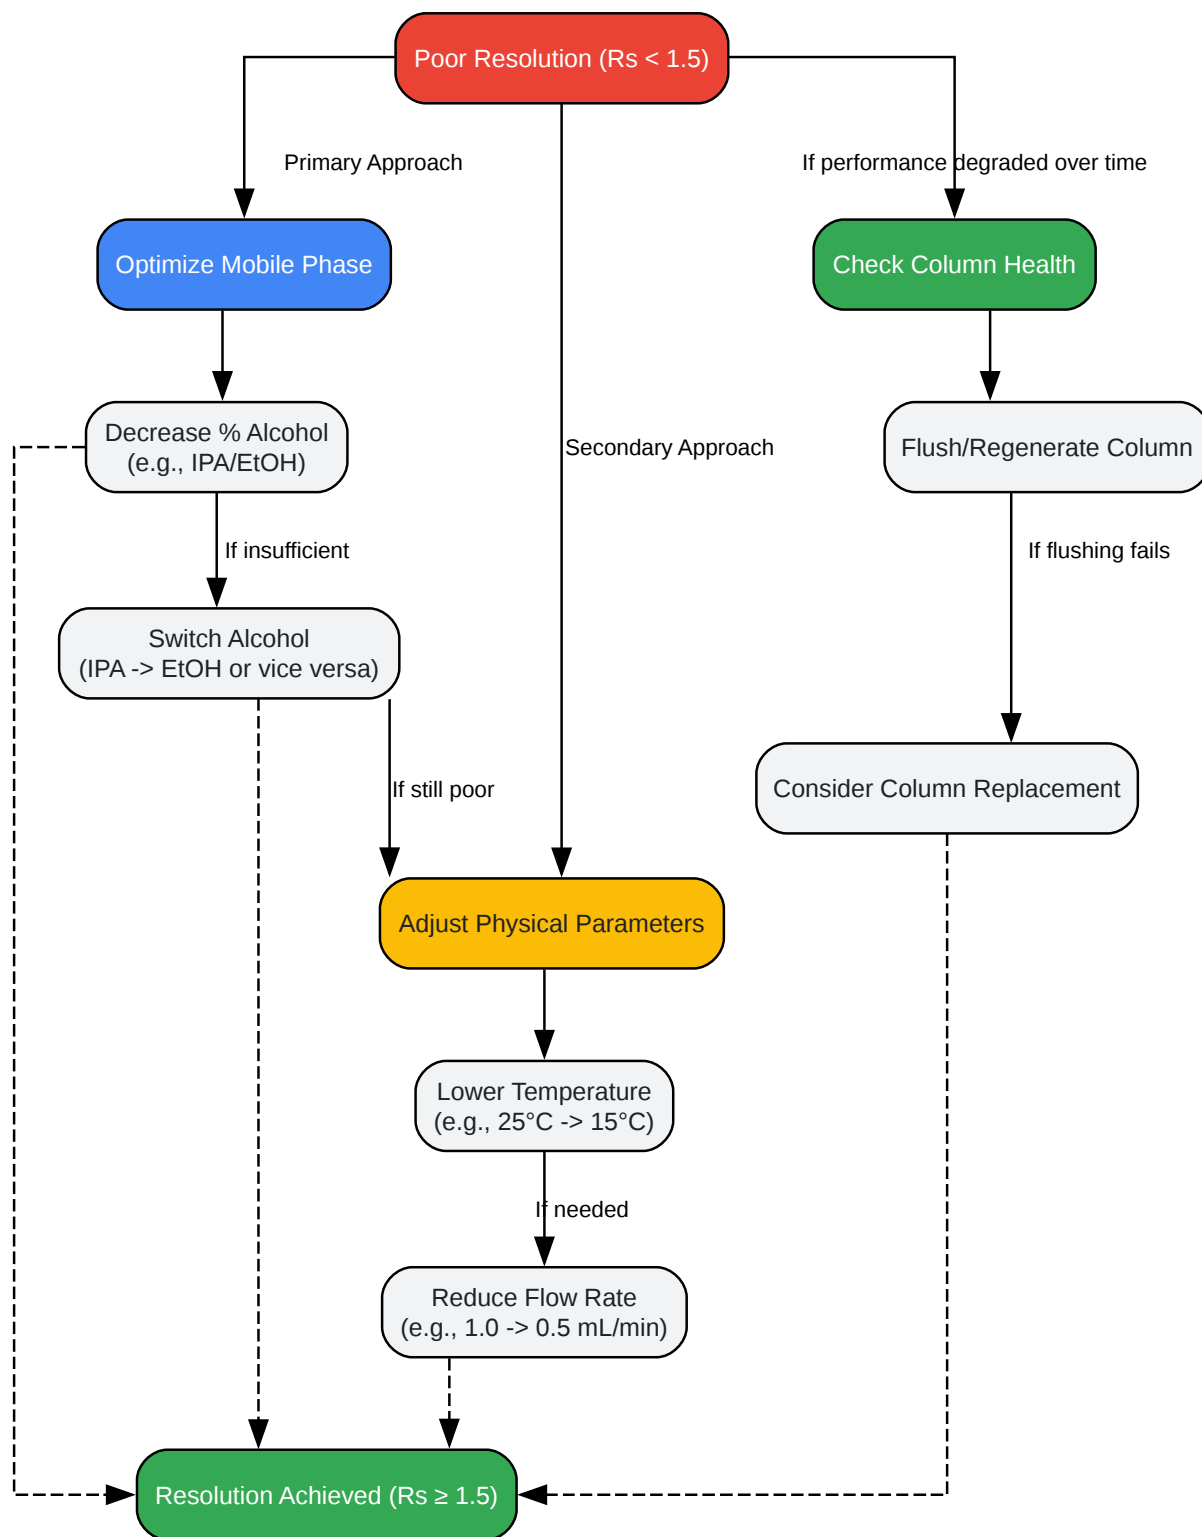 Poor Resolution (Rs < 1.5)
Primary Approach
If performance degraded over time
Optimize Mobile Phase
Check Column Health
Decrease % Alcohol
(e.g., IPA/EtOH)
Secondary Approach
Flush/Regenerate Column
If insufficient
If flushing fails
Switch Alcohol
(IPA -> EtOH or vice versa)
If still poor
Consider Column Replacement
Adjust Physical Parameters
Lower Temperature
(e.g., 25°C -> 15°C)
If needed
Reduce Flow Rate
(e.g., 1.0 -> 0.5 mL/min)
Resolution Achieved (Rs ≥ 1.5)